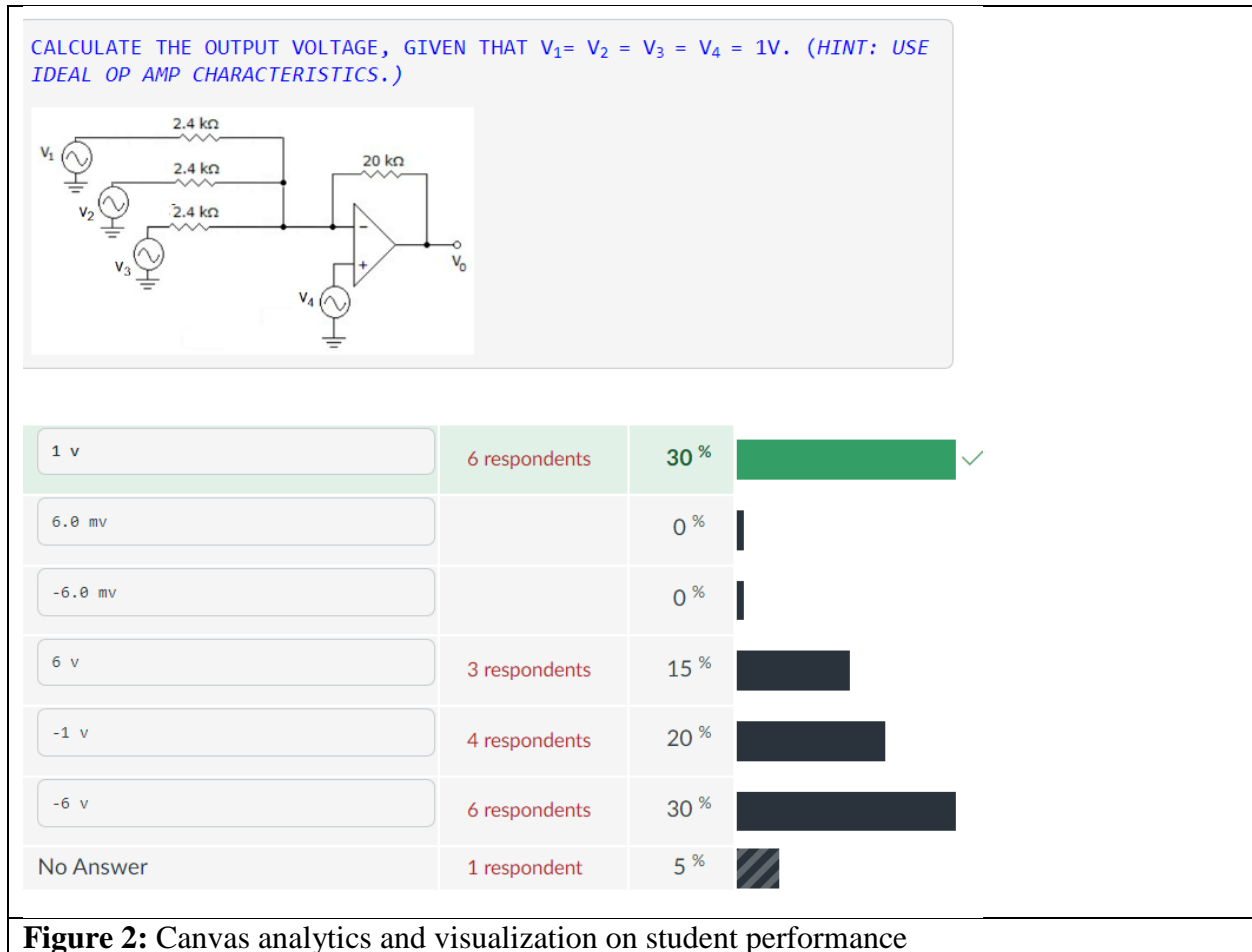 CALCULATE THE OUTPUT VOLTAGE, GIVEN THAT V₁= V₂ = V₃ = V₄ = 1V. (HINT: USE
IDEAL OP AMP CHARACTERISTICS.)
2.4 kΩ
V₁
2.4 kΩ
20 kΩ
V₂
2.4 kΩ
−
V₃
+
V₀
V₄
1 v 6 respondents 30 %
6.0 mv 0 %
-6.0 mv 0 %
6 v 3 respondents 15 %
-1 v 4 respondents 20 %
-6 v 6 respondents 30 %
No Answer 1 respondent 5 %
Figure 2: Canvas analytics and visualization on student performance